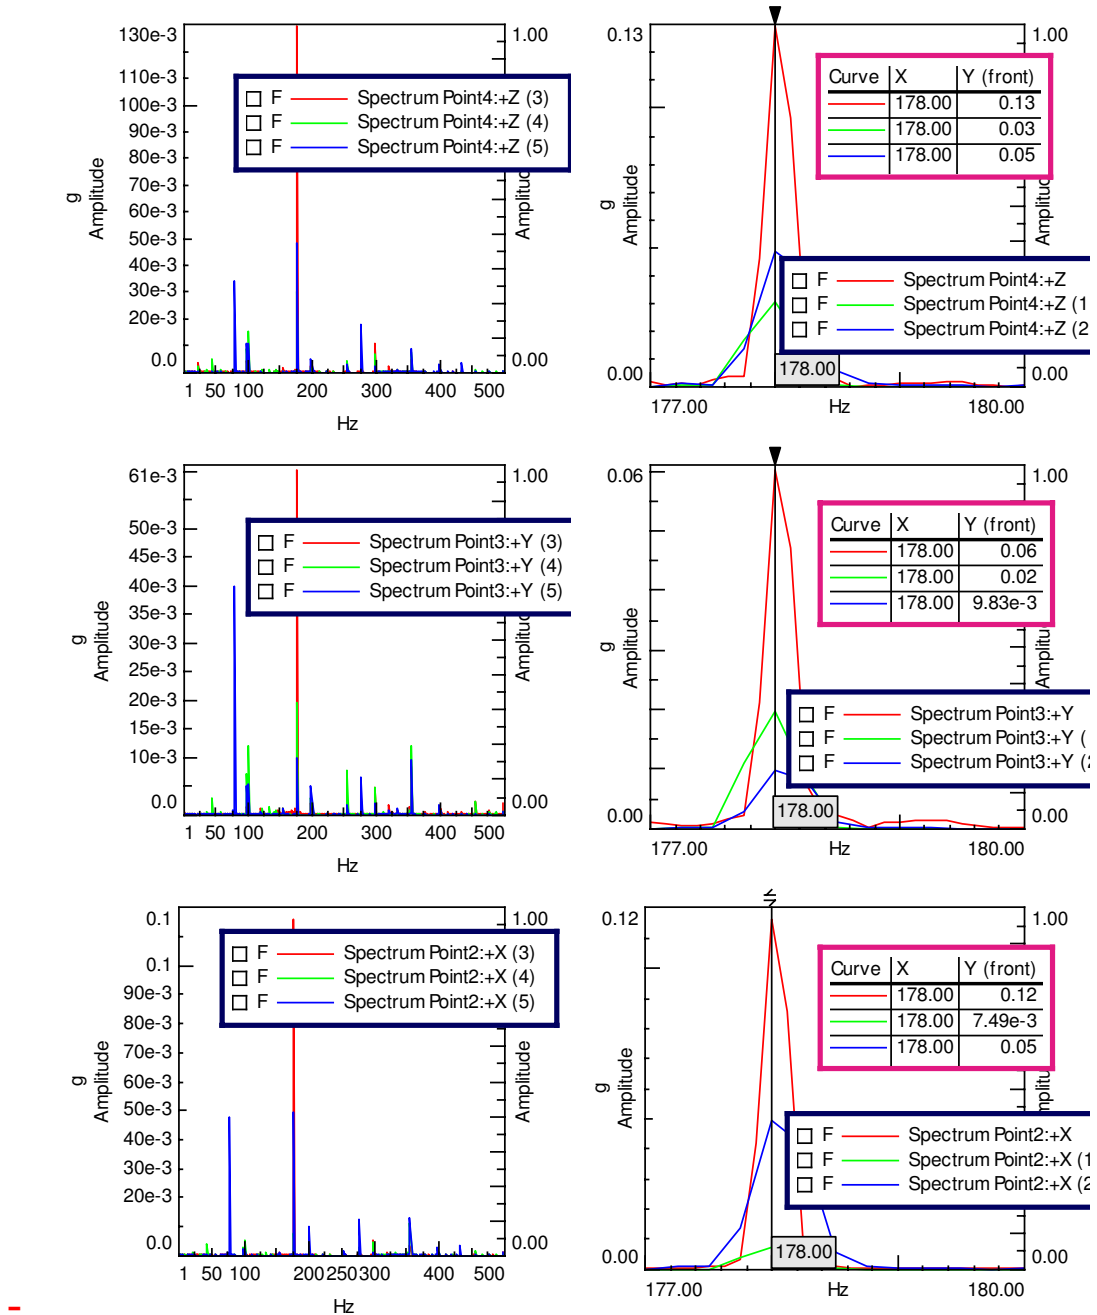 130e-3
110e-3
100e-3
90e-3
80e-3
70e-3
60e-3
50e-3
40e-3
30e-3
20e-3
0.0
g
Amplitude
1.00
0.00
Amplitude
F Spectrum Point4:+Z (3)
F Spectrum Point4:+Z (4)
F Spectrum Point4:+Z (5)
1 50 100 200 300 400 500
Hz
0.13
0.00
g
Amplitude
1.00
0.00
Amplitude
Curve X Y (front)
178.00 0.13
178.00 0.03
178.00 0.05
F Spectrum Point4:+Z
F Spectrum Point4:+Z (1
F Spectrum Point4:+Z (2
178.00
177.00 Hz 180.00
61e-3
50e-3
45e-3
40e-3
35e-3
30e-3
25e-3
20e-3
15e-3
10e-3
0.0
g
Amplitude
1.00
0.00
Amplitude
F Spectrum Point3:+Y (3)
F Spectrum Point3:+Y (4)
F Spectrum Point3:+Y (5)
1 50 100 200 300 400 500
Hz
0.06
0.00
g
Amplitude
1.00
0.00
Amplitude
Curve X Y (front)
178.00 0.06
178.00 0.02
178.00 9.83e-3
F Spectrum Point3:+Y
F Spectrum Point3:+Y (
F Spectrum Point3:+Y (2
178.00
177.00 Hz 180.00
0.1
0.1
90e-3
80e-3
70e-3
60e-3
50e-3
40e-3
30e-3
20e-3
0.0
g
Amplitude
1.00
0.00
Amplitude
F Spectrum Point2:+X (3)
F Spectrum Point2:+X (4)
F Spectrum Point2:+X (5)
1 50 100 200 250 300 400 500
Hz
0.12
0.00
g
Amplitude
1.00
0.00
Amplitude
Curve X Y (front)
178.00 0.12
178.00 7.49e-3
178.00 0.05
F Spectrum Point2:+X
F Spectrum Point2:+X (1
F Spectrum Point2:+X (2
178.00
177.00 Hz 180.00